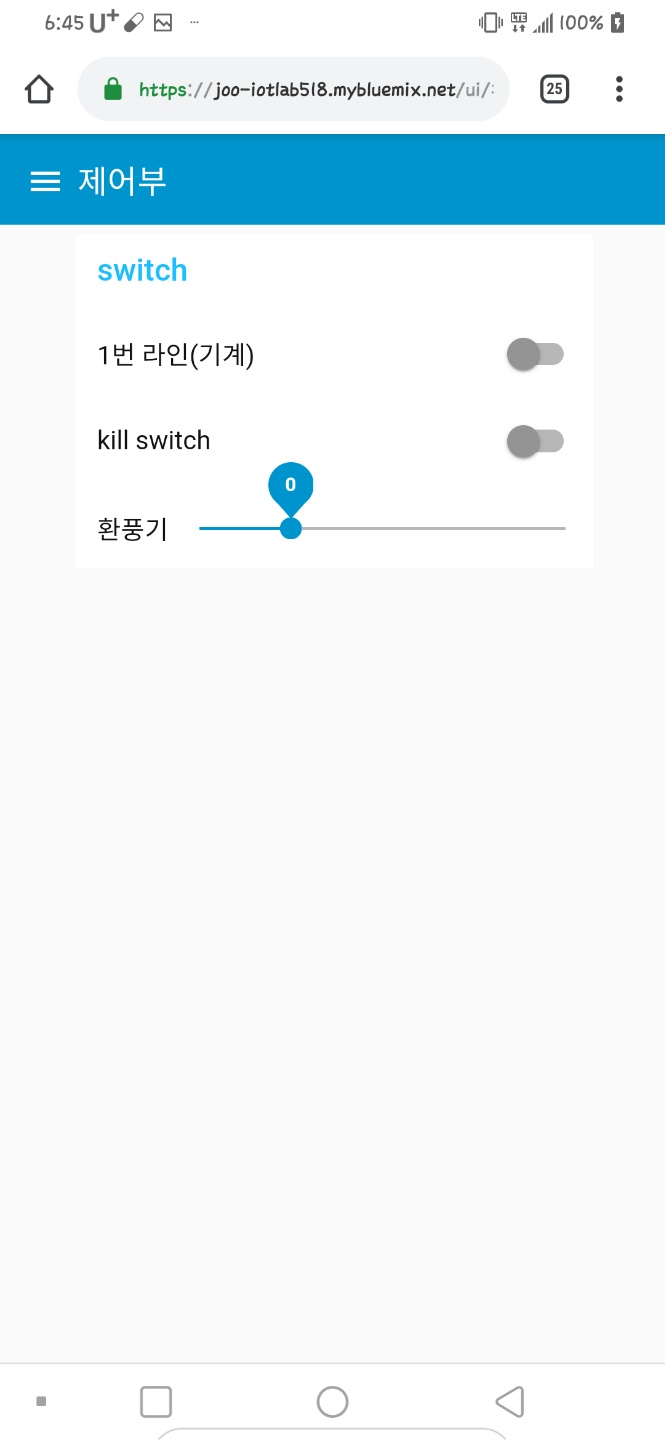 6:45 U+ LTE 100%
https://joo-iotlab518.mybluemix.net/ui/ 25
제어부
switch
1번 라인(기계)
kill switch
0
환풍기